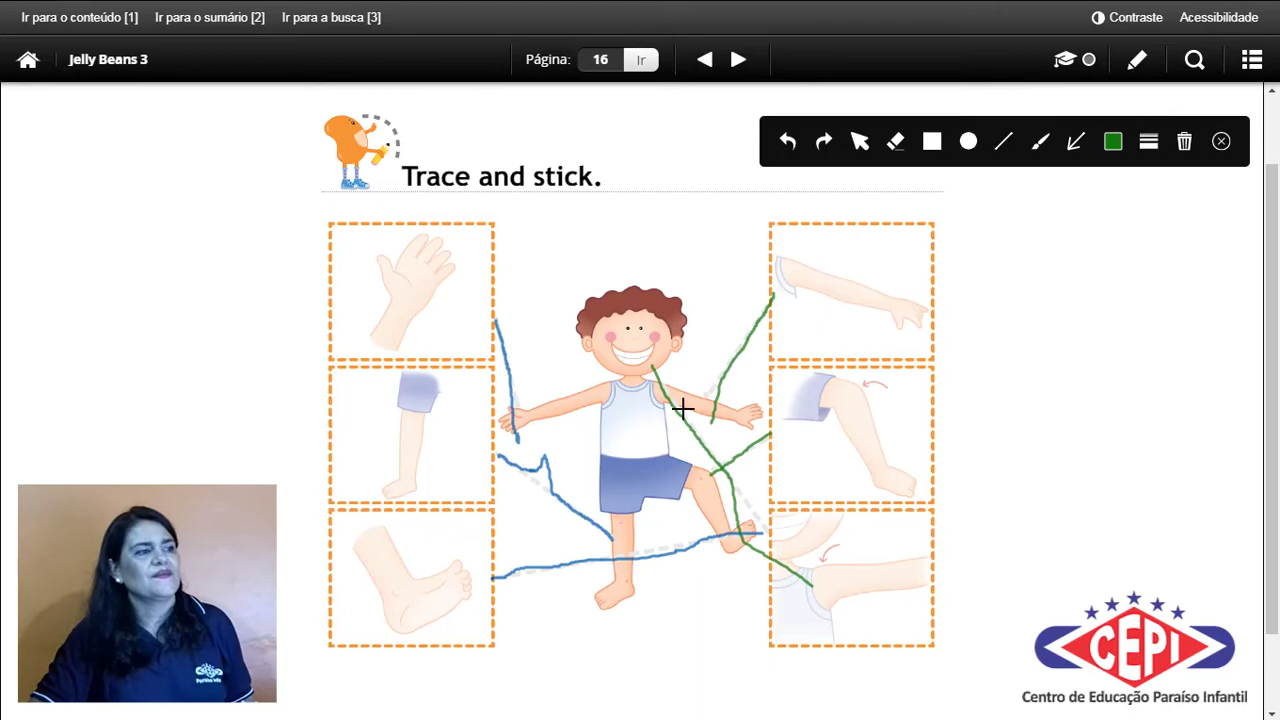 Ir para o conteúdo [1] Ir para o sumário [2] Ir para a busca [3] Contraste Acessibilidade
Jelly Beans 3 Página: 16 Ir
Trace and stick.
CEPI
Centro de Educação Paraíso Infantil